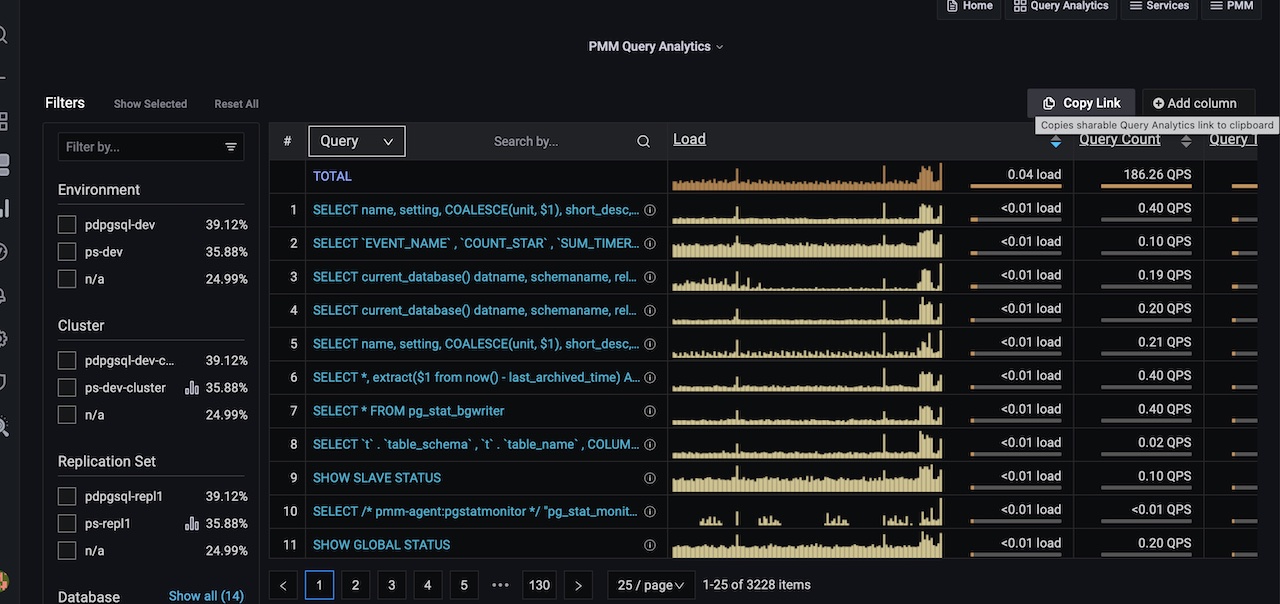 Home Query Analytics Services PMM
PMM Query Analytics
Filters Show Selected Reset All
Copy Link Add column
Copies sharable Query Analytics link to clipboard
Filter by...
# Query Search by... Load Query Count Query
Environment
pdpgsql-dev 39.12%
ps-dev 35.88%
n/a 24.99%
Cluster
pdpgsql-dev-c... 39.12%
ps-dev-cluster 35.88%
n/a 24.99%
Replication Set
pdpgsql-repl1 39.12%
ps-repl1 35.88%
n/a 24.99%
Database Show all (14)
TOTAL 0.04 load 186.26 QPS
1 SELECT name, setting, COALESCE(unit, $1), short_desc,... <0.01 load 0.40 QPS
2 SELECT `EVENT_NAME` , `COUNT_STAR` , `SUM_TIMER... <0.01 load 0.10 QPS
3 SELECT current_database() datname, schemaname, rel... <0.01 load 0.19 QPS
4 SELECT current_database() datname, schemaname, rel... <0.01 load 0.20 QPS
5 SELECT name, setting, COALESCE(unit, $1), short_desc,... <0.01 load 0.21 QPS
6 SELECT *, extract($1 from now() - last_archived_time) A... <0.01 load 0.40 QPS
7 SELECT * FROM pg_stat_bgwriter <0.01 load 0.40 QPS
8 SELECT `t` . `table_schema` , `t` . `table_name` , COLUM... <0.01 load 0.02 QPS
9 SHOW SLAVE STATUS <0.01 load 0.10 QPS
10 SELECT /* pmm-agent:pgstatmonitor */ "pg_stat_monit... <0.01 load <0.01 QPS
11 SHOW GLOBAL STATUS <0.01 load 0.20 QPS
< 1 2 3 4 5 ••• 130 > 25 / page 1-25 of 3228 items